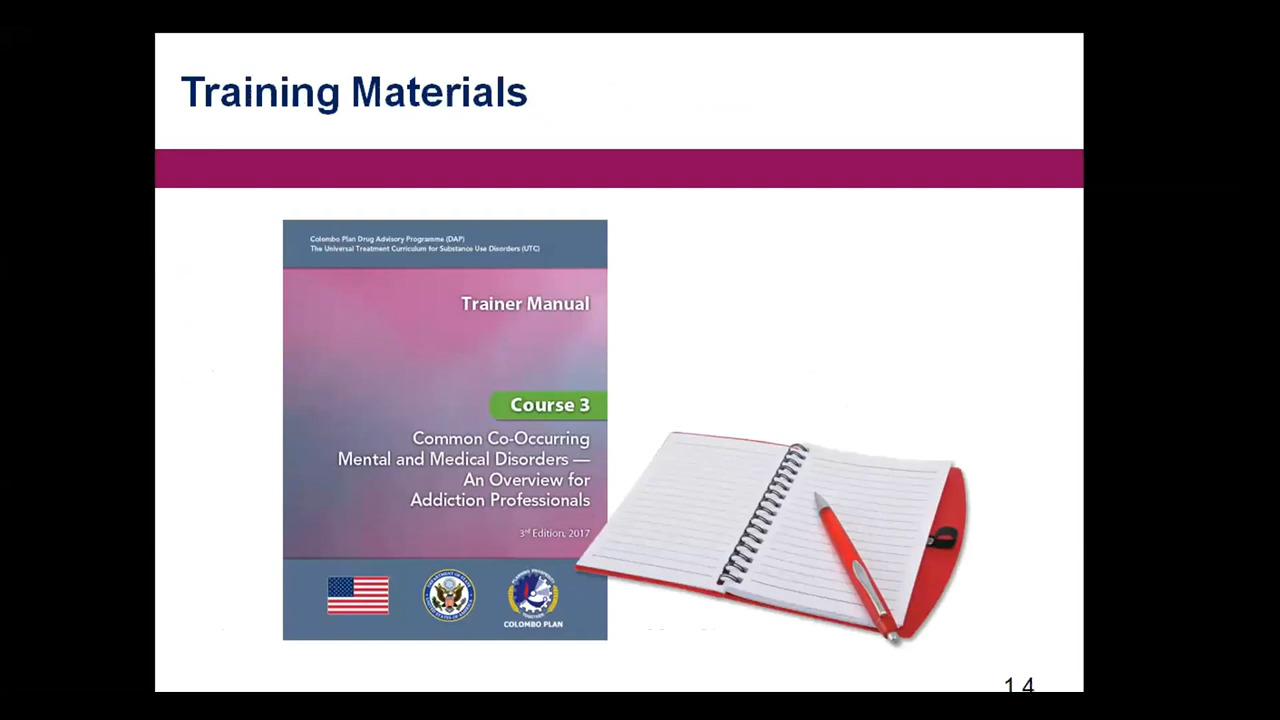 Training Materials
Colombo Plan Drug Advisory Programme (DAP)
The Universal Treatment Curriculum for Substance Use Disorders (UTC)
Trainer Manual
Course 3
Common Co-Occurring
Mental and Medical Disorders —
An Overview for
Addiction Professionals
3rd Edition, 2017
COLOMBO PLAN
1.4